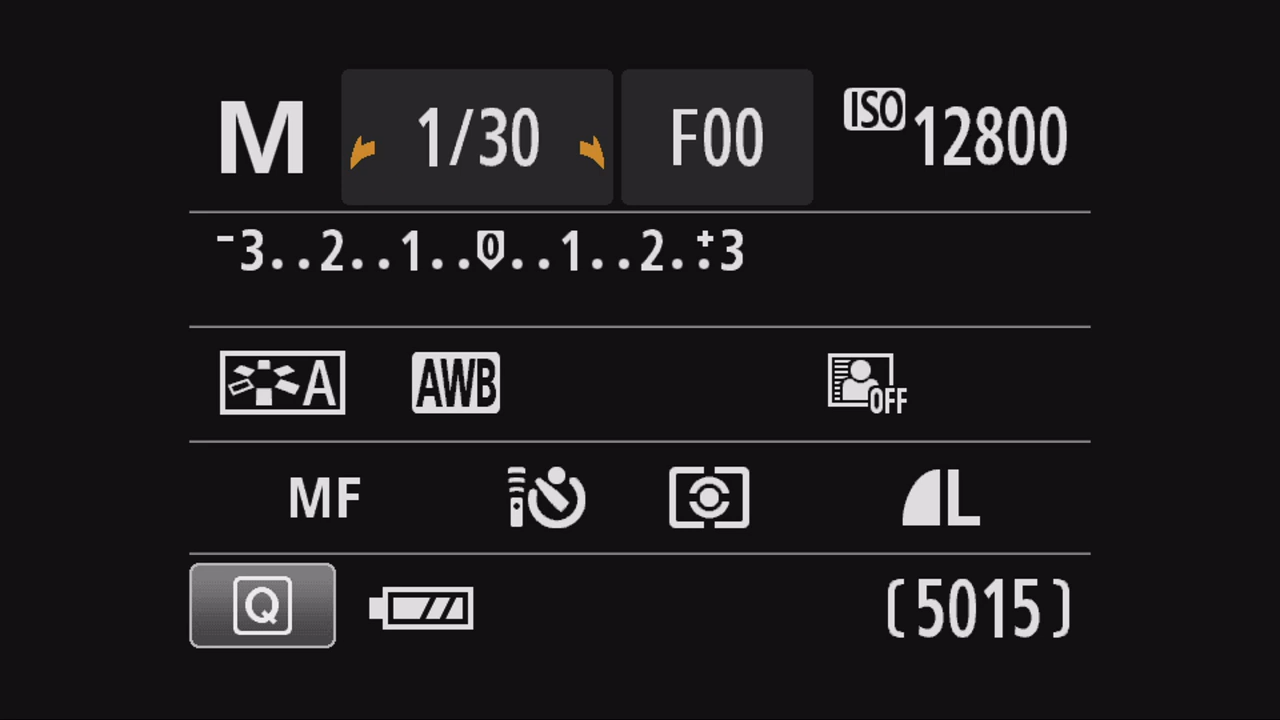 M 1/30 F00 ISO 12800
-3..2..1..0..1..2..+3
A AWB OFF
MF L
Q [5015]